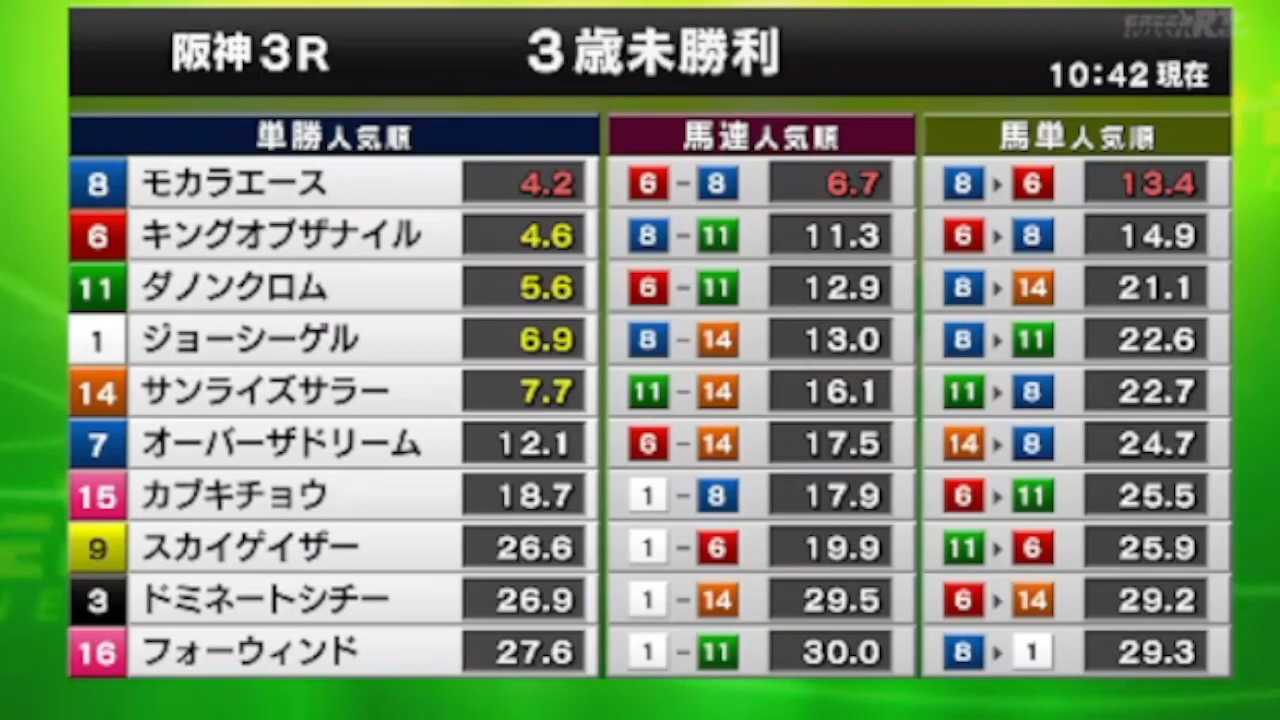 阪神3R 3歳未勝利
10:42現在
単勝人気順 馬連人気順 馬単人気順
8 モカラエース 4.2 6-8 6.7 8▸6 13.4
6 キングオブザナイル 4.6 8-11 11.3 6▸8 14.9
11 ダノンクロム 5.6 6-11 12.9 8▸14 21.1
1 ジョーシーゲル 6.9 8-14 13.0 8▸11 22.6
14 サンライズサラー 7.7 11-14 16.1 11▸8 22.7
7 オーバーザドリーム 12.1 6-14 17.5 14▸8 24.7
15 カブキチョウ 18.7 1-8 17.9 6▸11 25.5
9 スカイゲイザー 26.6 1-6 19.9 11▸6 25.9
3 ドミネートシチー 26.9 1-14 29.5 6▸14 29.2
16 フォーウィンド 27.6 1-11 30.0 8▸1 29.3